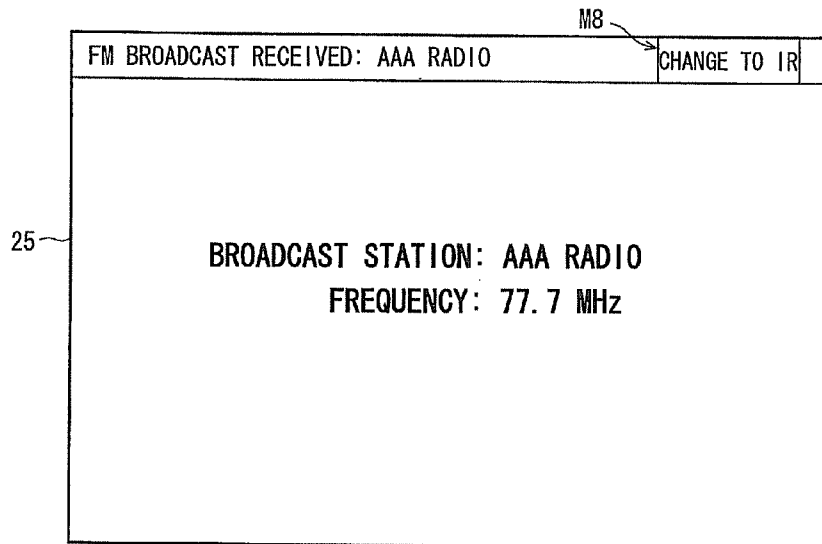 M8
FM BROADCAST RECEIVED: AAA RADIO
CHANGE TO IR
25
BROADCAST STATION: AAA RADIO
FREQUENCY: 77.7 MHz